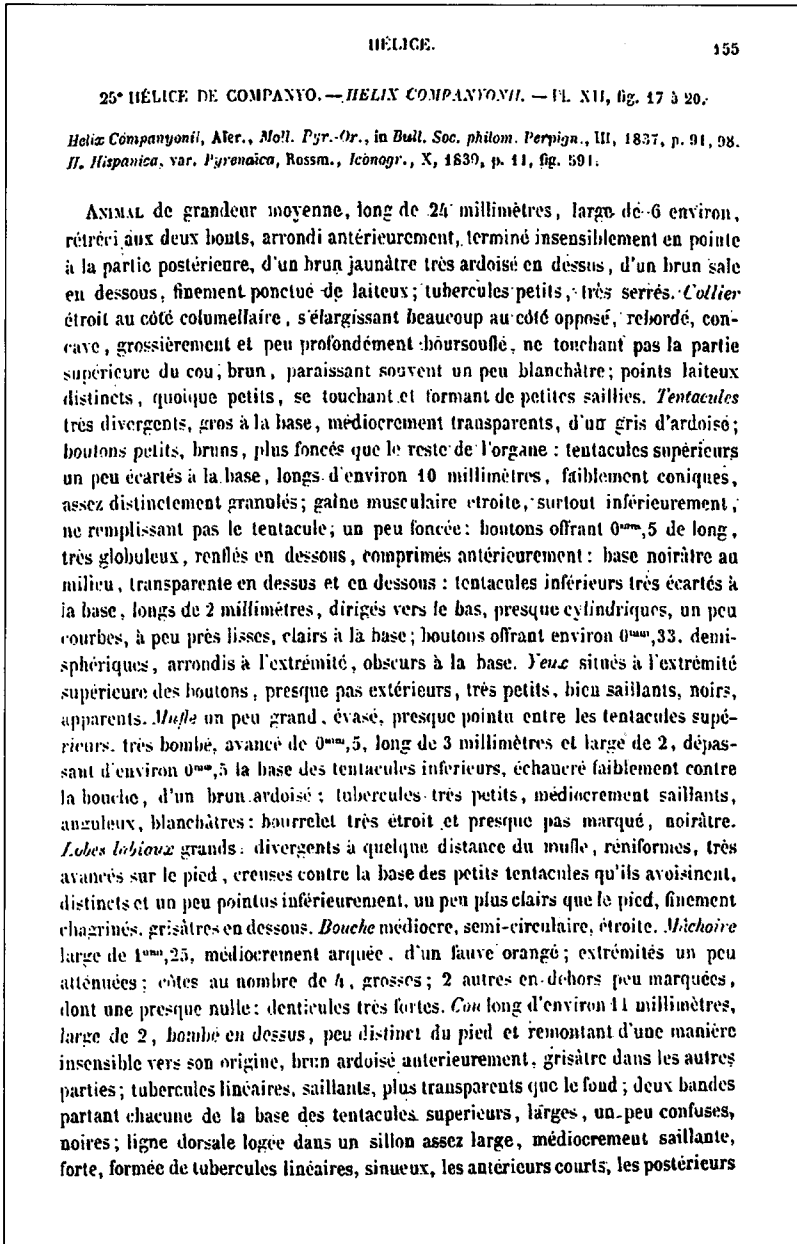 HÉLICE. 155
25e HÉLICE DE COMPANYO. — HELIX COMPANYONII. — Pl. XII, fig. 17 à 20.
Helix Companyonii, Aler., Moll. Pyr.-Or., in Bull. Soc. philom. Perpign., III, 1837, p. 91, 98.
H. Hispanica, var. Pyrenaica, Rossm., Iconogr., X, 1839, p. 11, fig. 591.
ANIMAL de grandeur moyenne, long de 24 millimètres, large de 6 environ,
rétréci aux deux bouts, arrondi antérieurement, terminé insensiblement en pointe
à la partie postérieure, d'un brun jaunâtre très ardoisé en dessus, d'un brun sale
en dessous, finement ponctué de laiteux; tubercules petits, très serrés. Collier
étroit au côté columellaire, s'élargissant beaucoup au côté opposé, rebordé, con-
cave, grossièrement et peu profondément boursouflé, ne touchant pas la partie
supérieure du cou, brun, paraissant souvent un peu blanchâtre; points laiteux
distincts, quoique petits, se touchant et formant de petites saillies. Tentacules
très divergents, gros à la base, médiocrement transparents, d'un gris d'ardoise;
boutons petits, bruns, plus foncés que le reste de l'organe : tentacules supérieurs
un peu écartés à la base, longs d'environ 10 millimètres, faiblement coniques,
assez distinctement granulés; gaîne musculaire étroite, surtout inférieurement,
ne remplissant pas le tentacule; un peu foncée: boutons offrant 0mm,5 de long,
très globuleux, renflés en dessous, comprimés antérieurement : base noirâtre au
milieu, transparente en dessus et en dessous : tentacules inférieurs très écartés à
la base, longs de 2 millimètres, dirigés vers le bas, presque cylindriques, un peu
courbes, à peu près lisses, clairs à la base; boutons offrant environ 0mm,33, demi-
sphériques, arrondis à l'extrémité, obscurs à la base. Yeux situés à l'extrémité
supérieure des boutons, presque pas extérieurs, très petits, bien saillants, noirs,
apparents. Mufle un peu grand, évasé, presque pointu entre les tentacules supé-
rieurs, très bombé, avancé de 0mm,5, long de 3 millimètres et large de 2, dépas-
sant d'environ 0mm,5 la base des tentacules inférieurs, échancré faiblement contre
la bouche, d'un brun ardoisé; tubercules très petits, médiocrement saillants,
anguleux, blanchâtres: bourrelet très étroit et presque pas marqué, noirâtre.
Lobes labiaux grands, divergents à quelque distance du mufle, réniformes, très
avancés sur le pied, creusés contre la base des petits tentacules qu'ils avoisinent,
distincts et un peu pointus inférieurement, un peu plus clairs que le pied, finement
chagrinés, grisâtres en dessous. Bouche médiocre, semi-circulaire, étroite. Mâchoire
large de 1mm,25, médiocrement arquée, d'un fauve orangé; extrémités un peu
atténuées; côtes au nombre de 4, grosses; 2 autres en dehors peu marquées,
dont une presque nulle: denticules très fortes. Cou long d'environ 11 millimètres,
large de 2, bombé en dessus, peu distinct du pied et remontant d'une manière
insensible vers son origine, brun ardoisé antérieurement, grisâtre dans les autres
parties; tubercules linéaires, saillants, plus transparents que le fond; deux bandes
partant chacune de la base des tentacules supérieurs, larges, un peu confuses,
noires; ligne dorsale logée dans un sillon assez large, médiocrement saillante,
forte, formée de tubercules linéaires, sinueux, les antérieurs courts, les postérieurs